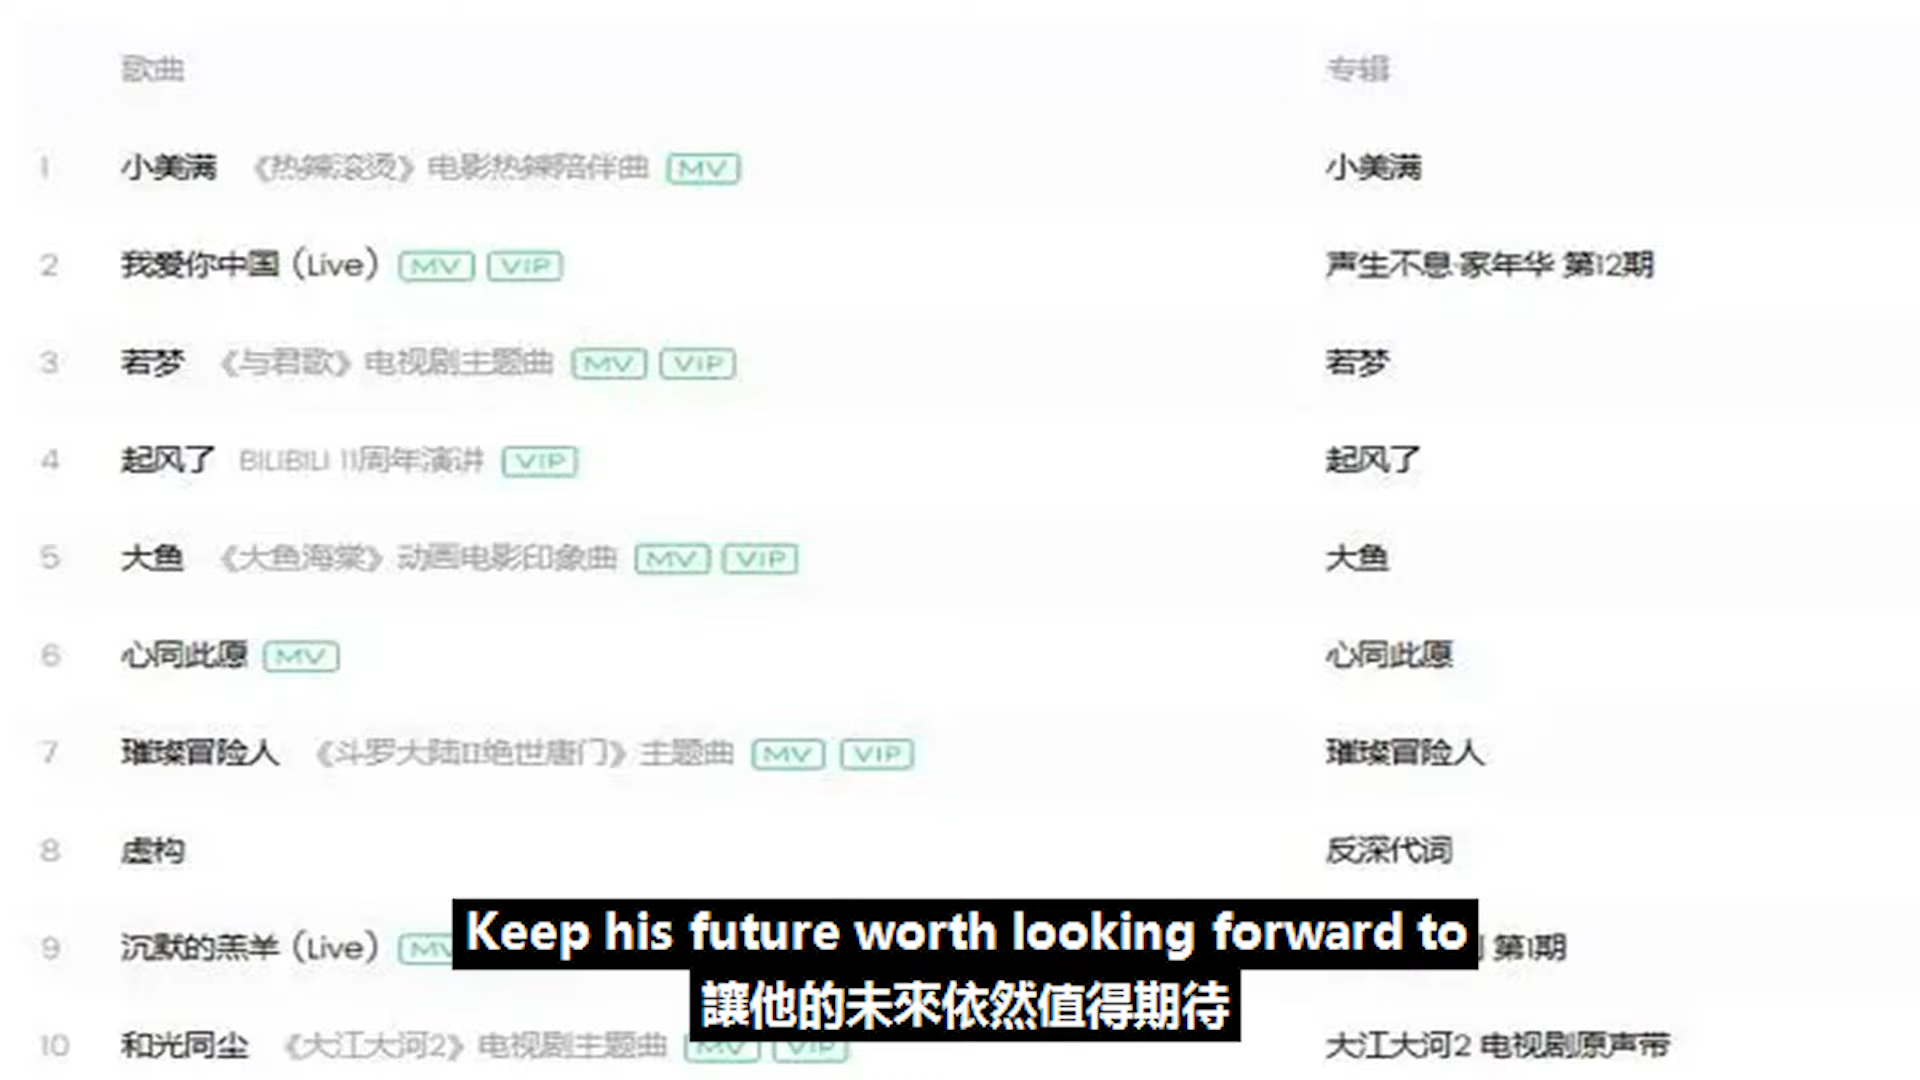 歌曲 专辑
1 小美满 《热辣滚烫》电影热辣陪伴曲 MV 小美满
2 我爱你中国 (Live) MV VIP 声生不息·家年华 第12期
3 若梦 《与君歌》电视剧主题曲 MV VIP 若梦
4 起风了 BILIBILI 11周年演讲 VIP 起风了
5 大鱼 《大鱼海棠》动画电影印象曲 MV VIP 大鱼
6 心同此愿 MV 心同此愿
7 璀璨冒险人 《斗罗大陆II绝世唐门》主题曲 MV VIP 璀璨冒险人
8 虚构 反深代词
Keep his future worth looking forward to
9 沉默的羔羊 (Live) MV 第1期
讓他的未來依然值得期待
10 和光同尘 《大江大河2》电视剧主题曲 MV VIP 大江大河2 电视剧原声带